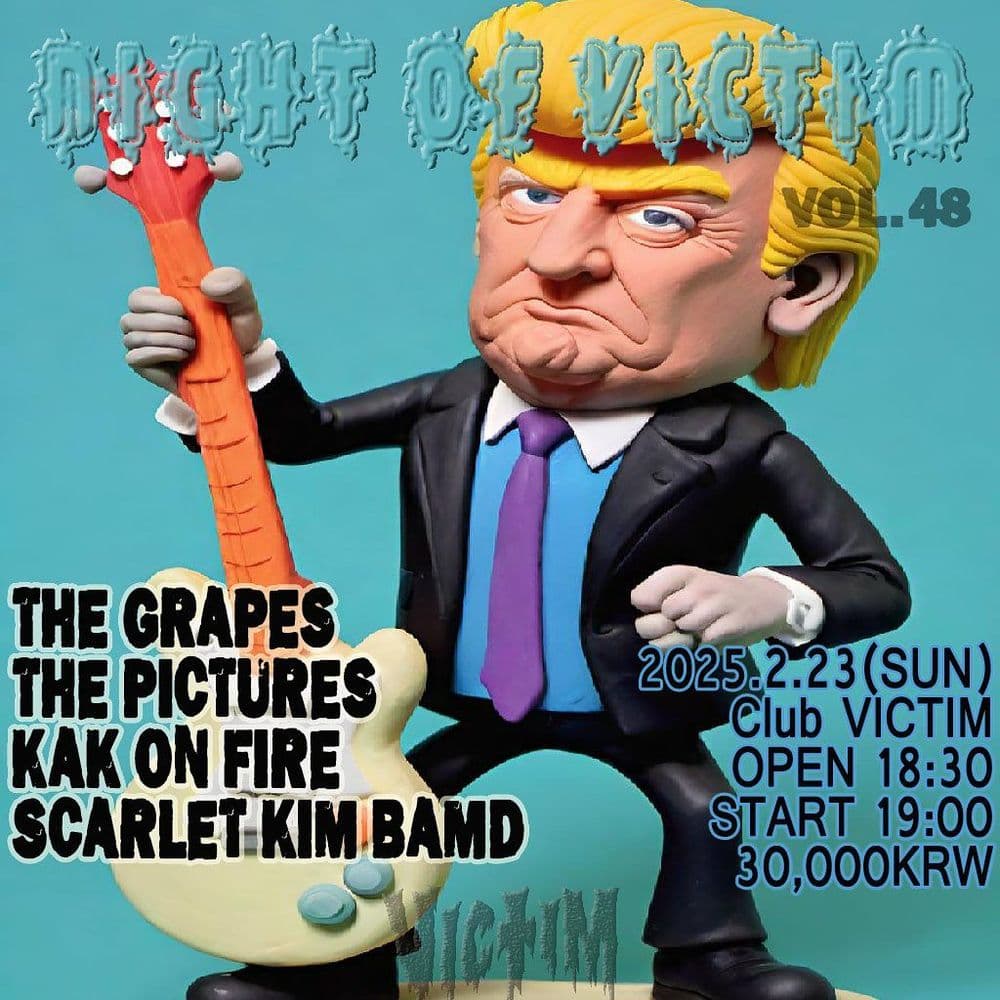 NIGHT OF VICTIM
VOL.48
THE GRAPES
THE PICTURES
KAK ON FIRE
SCARLET KIM BAMD
2025.2.23(SUN)
Club VICTIM
OPEN 18:30
START 19:00
30,000KRW
VICTIM